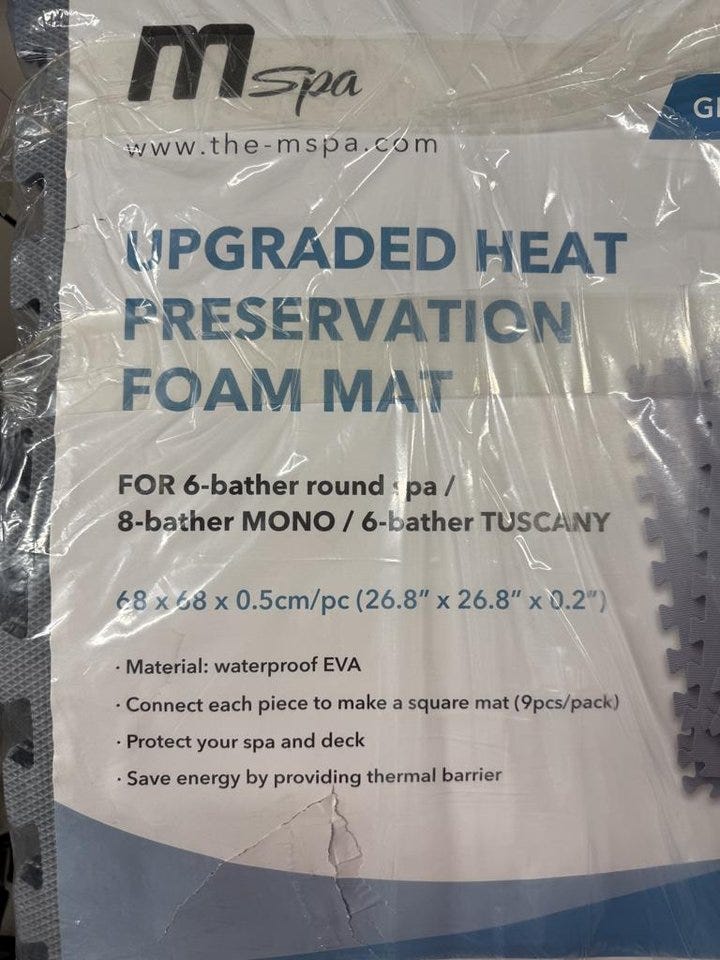 mspa
www.the-mspa.com
UPGRADED HEAT
PRESERVATION
FOAM MAT
FOR 6-bather round spa /
8-bather MONO / 6-bather TUSCANY
68 x 68 x 0.5cm/pc (26.8” x 26.8” x 0.2”)
· Material: waterproof EVA
· Connect each piece to make a square mat (9pcs/pack)
· Protect your spa and deck
· Save energy by providing thermal barrier